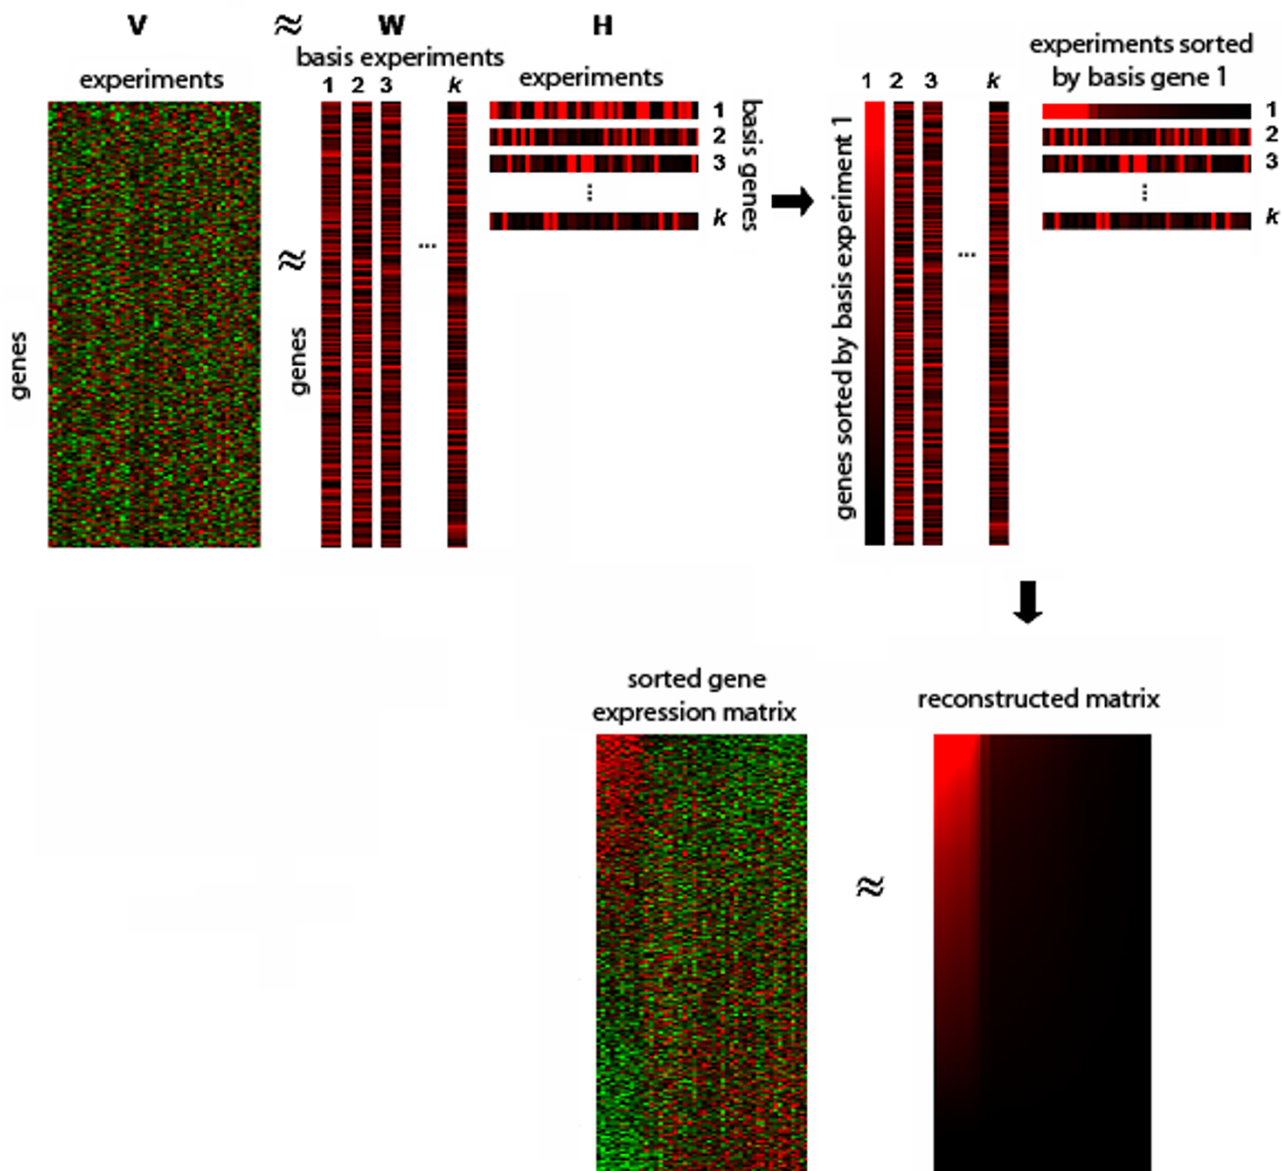 V ≈ W H
experiments
basis experiments
1 2 3 k
experiments
1
2
3
...
k
basis genes
genes
≈
genes
...
1 2 3 k
genes sorted by basis experiment 1
...
experiments sorted
by basis gene 1
1
2
3
...
k
sorted gene
expression matrix
≈
reconstructed matrix